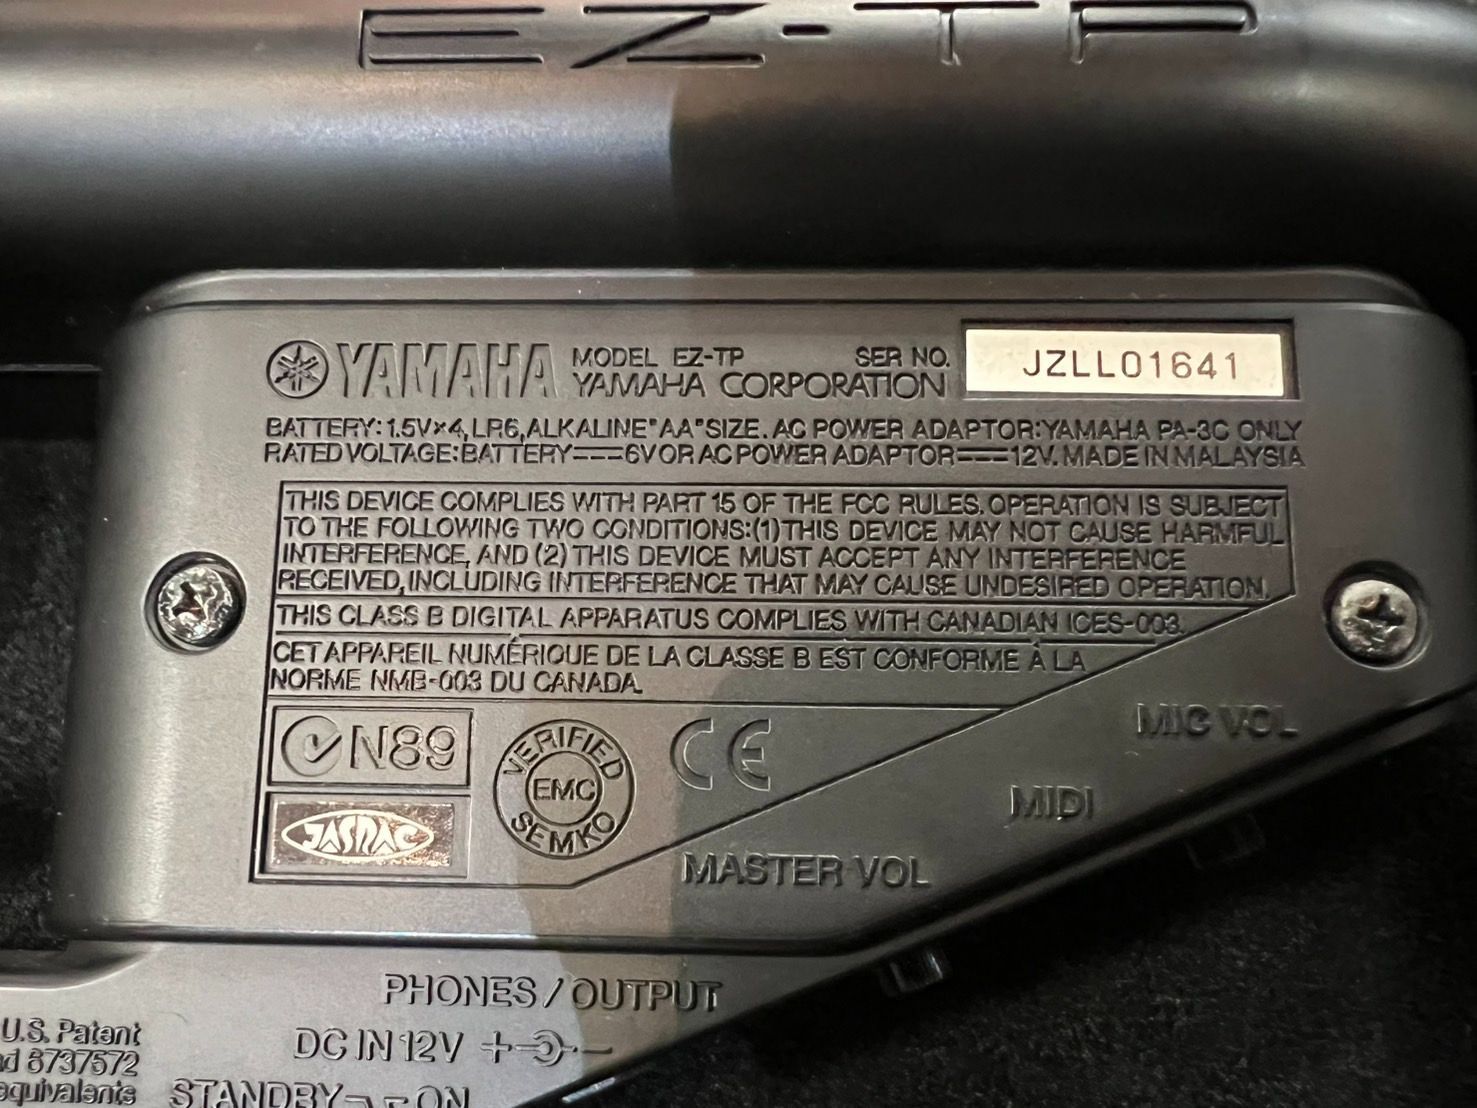 EZ-TP
YAMAHA MODEL EZ-TP SER NO. JZLL01641
YAMAHA CORPORATION
BATTERY:1.5V×4,LR6,ALKALINE"AA"SIZE. AC POWER ADAPTOR:YAMAHA PA-3C ONLY
RATED VOLTAGE:BATTERY⎓6V OR AC POWER ADAPTOR⎓12V. MADE IN MALAYSIA
THIS DEVICE COMPLIES WITH PART 15 OF THE FCC RULES. OPERATION IS SUBJECT
TO THE FOLLOWING TWO CONDITIONS:(1)THIS DEVICE MAY NOT CAUSE HARMFUL
INTERFERENCE, AND (2) THIS DEVICE MUST ACCEPT ANY INTERFERENCE
RECEIVED,INCLUDING INTERFERENCE THAT MAY CAUSE UNDESIRED OPERATION.
THIS CLASS B DIGITAL APPARATUS COMPLIES WITH CANADIAN ICES-003.
CET APPAREIL NUMÉRIQUE DE LA CLASSE B EST CONFORME À LA
NORME NMB-003 DU CANADA.
N89
VERIFIED
EMC
SEMKO
CE
JASRAC
MIC VOL
MIDI
MASTER VOL
PHONES/OUTPUT
DC IN 12V + -
STANDBY ON
U.S. Patent
6737572
equivalents